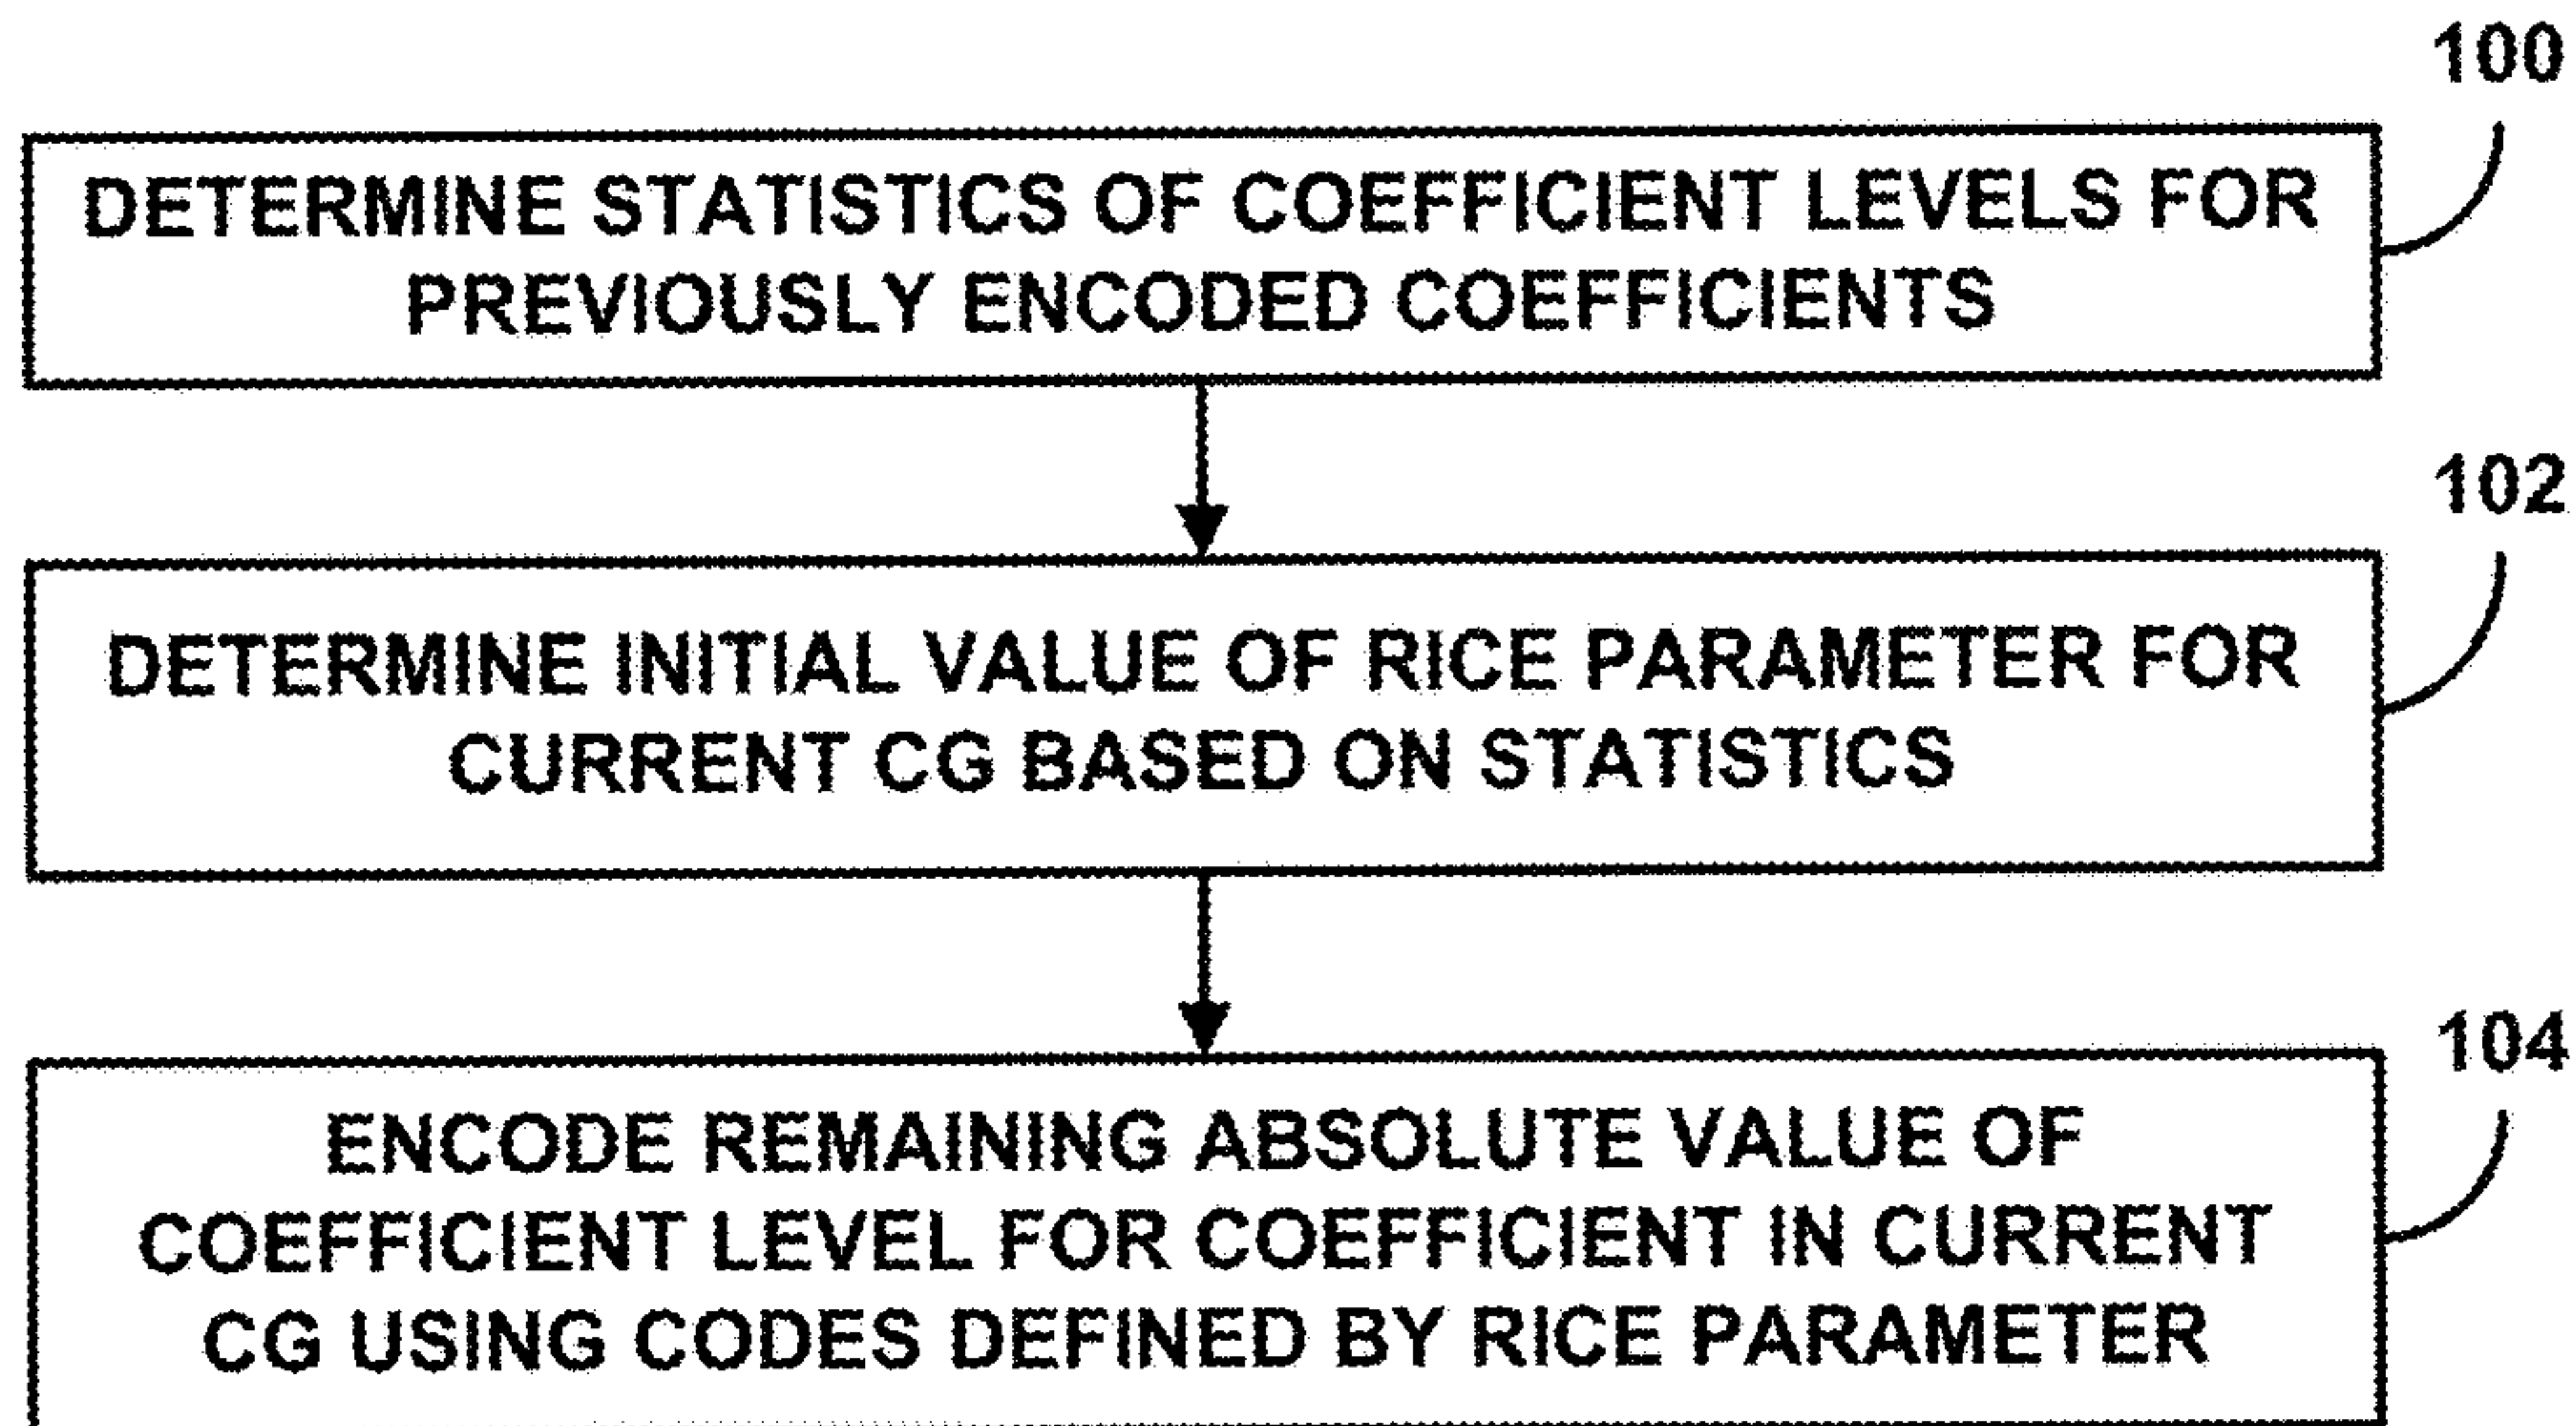 100
DETERMINE STATISTICS OF COEFFICIENT LEVELS FOR
PREVIOUSLY ENCODED COEFFICIENTS
102
DETERMINE INITIAL VALUE OF RICE PARAMETER FOR
CURRENT CG BASED ON STATISTICS
104
ENCODE REMAINING ABSOLUTE VALUE OF
COEFFICIENT LEVEL FOR COEFFICIENT IN CURRENT
CG USING CODES DEFINED BY RICE PARAMETER